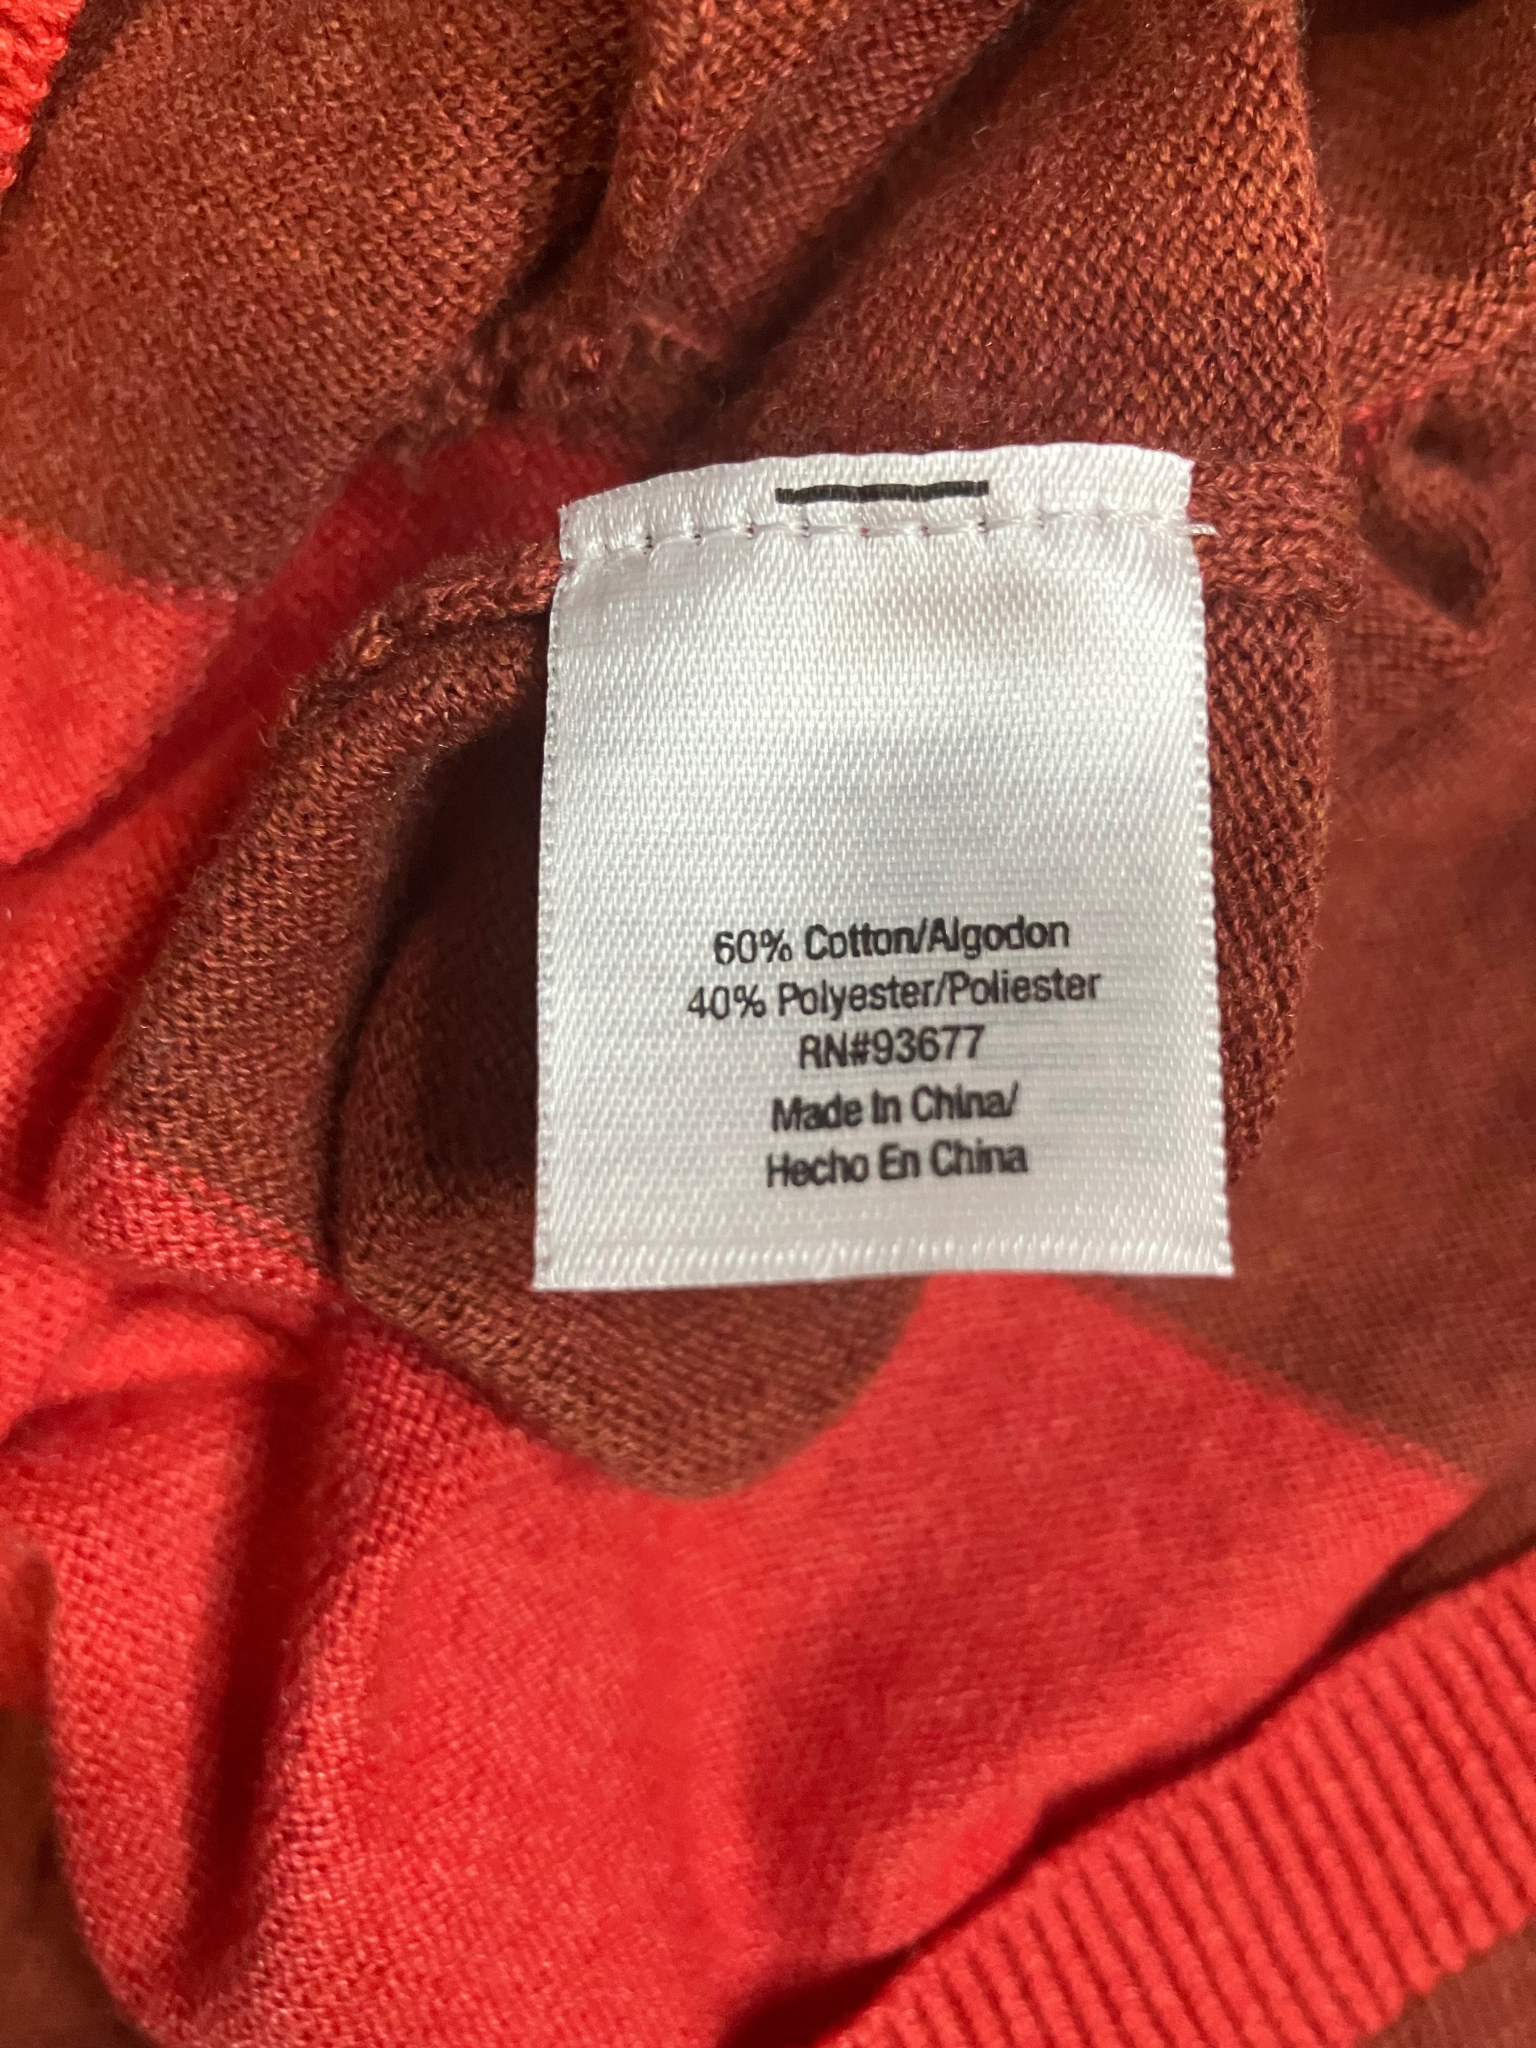 60% Cotton/Algodon
40% Polyester/Poliester
RN#93677
Made In China/
Hecho En China